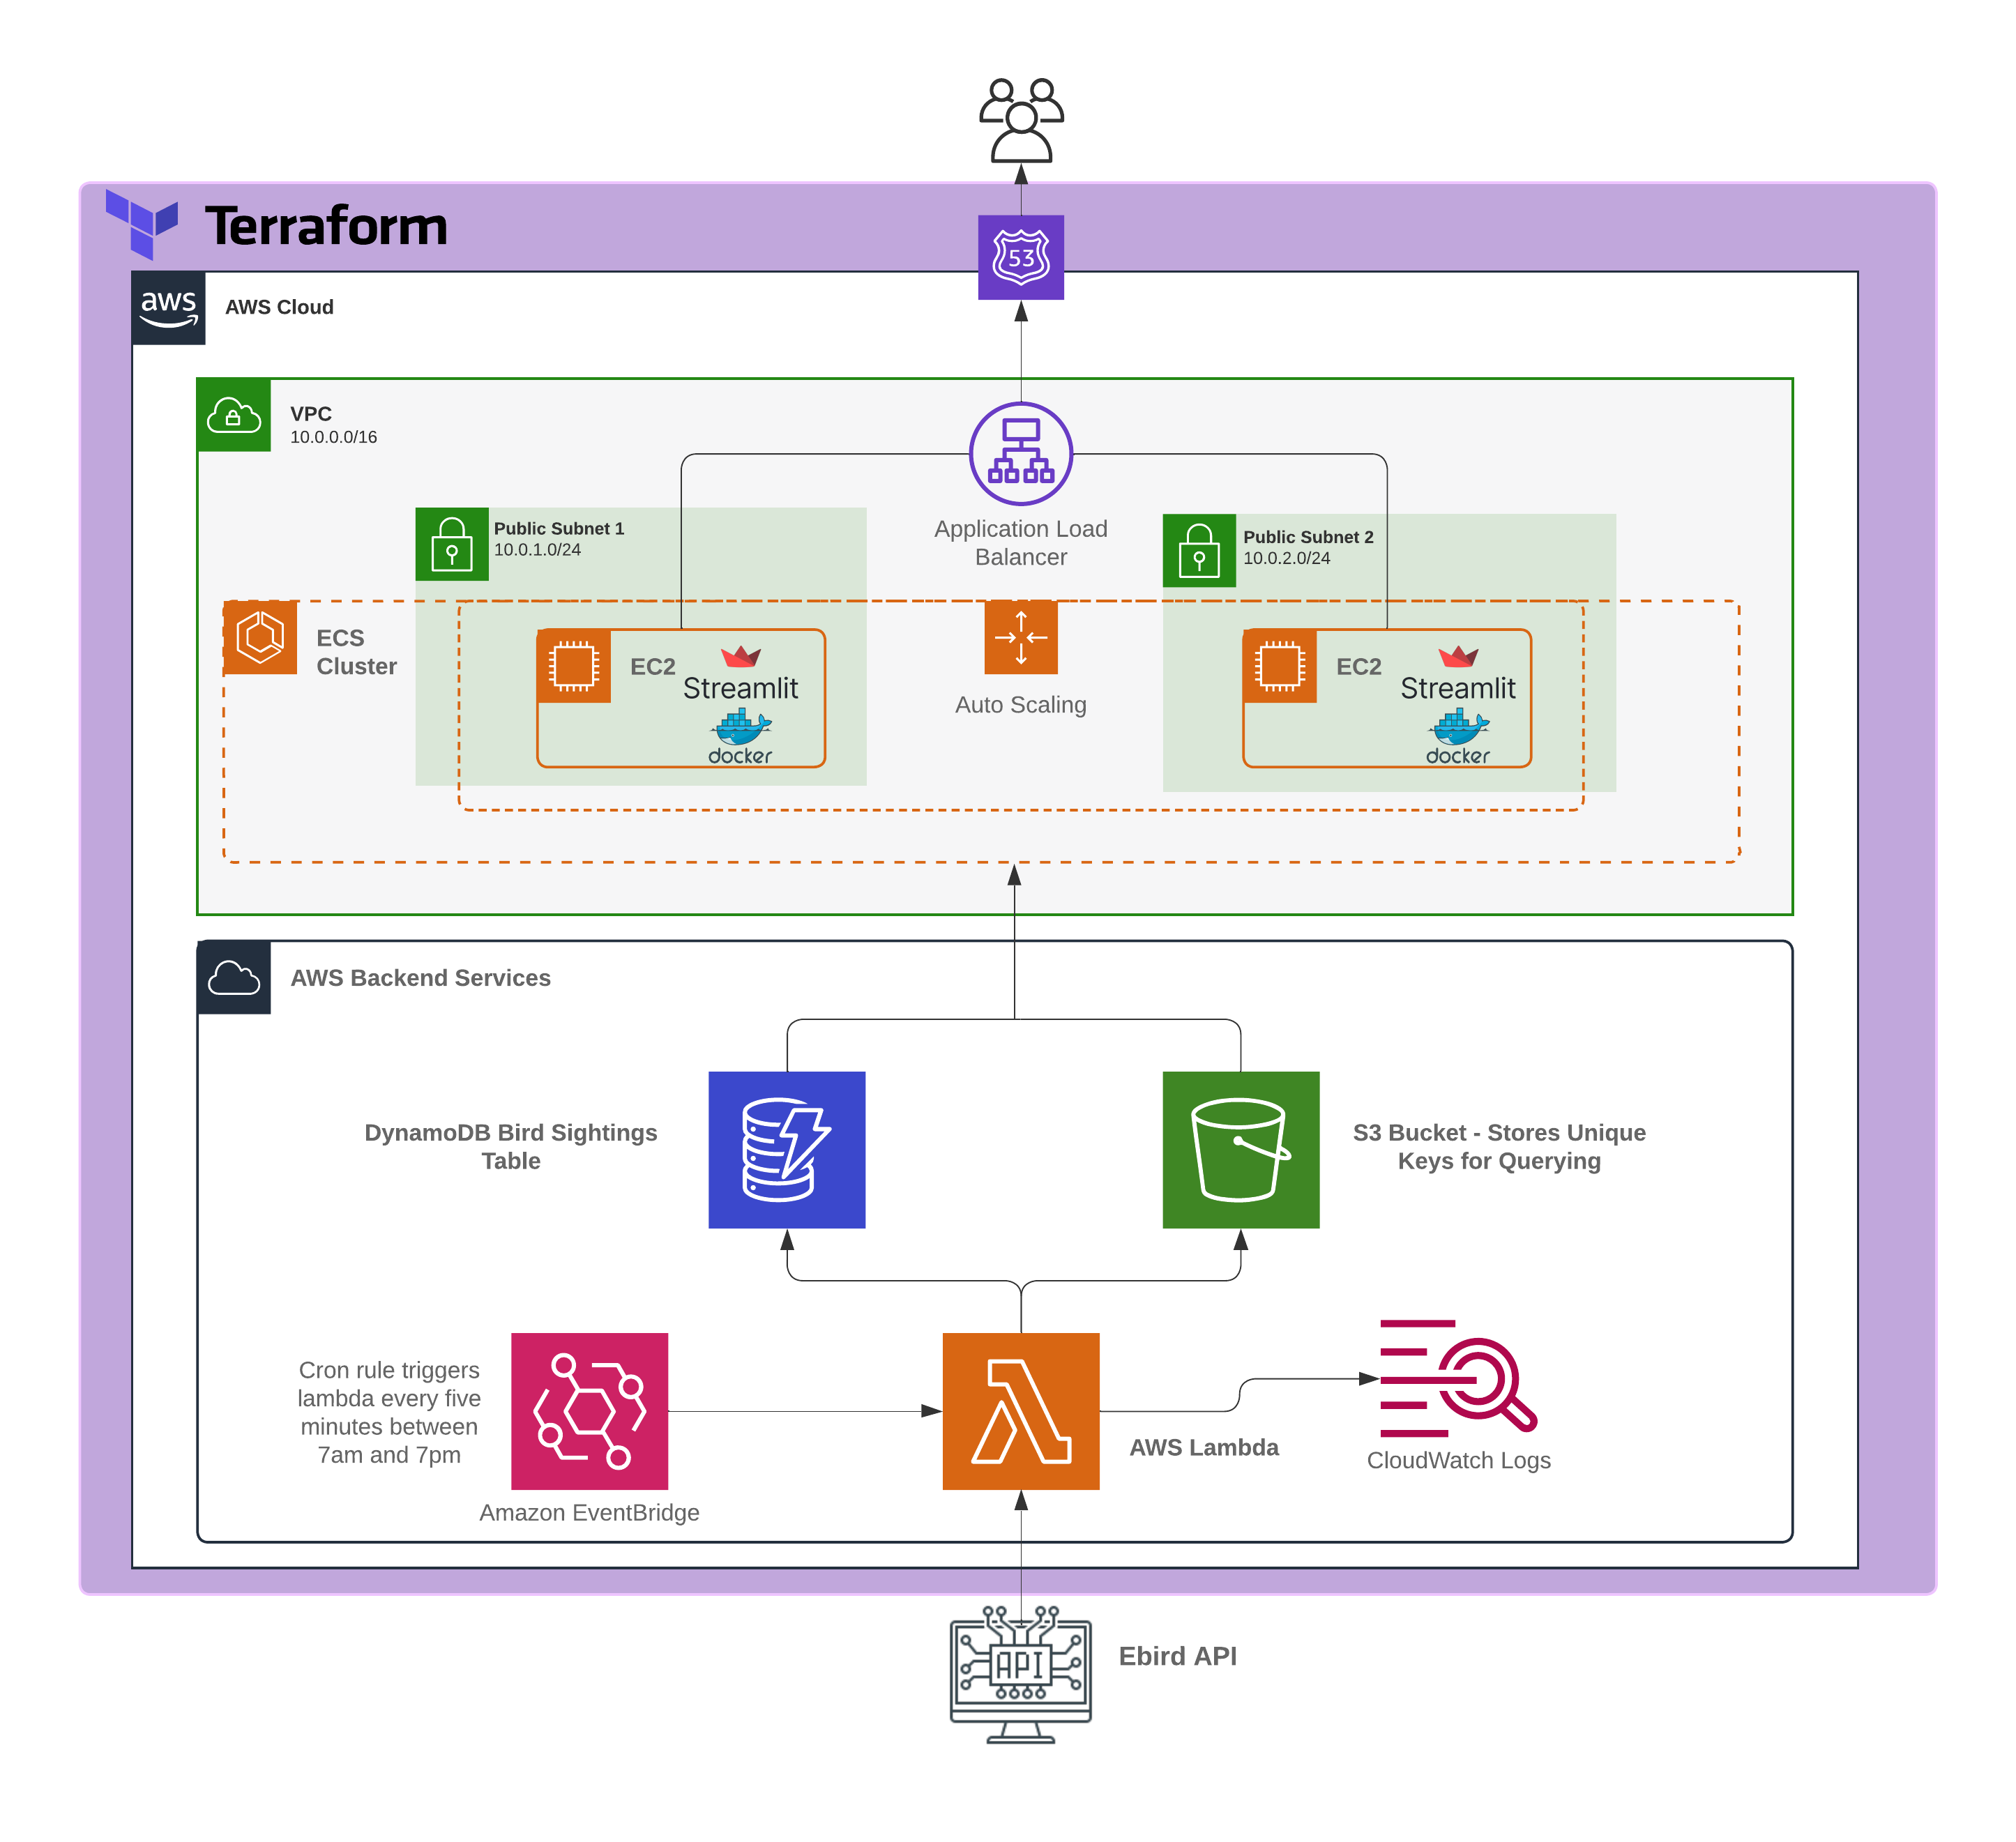 Terraform
53
aws
AWS Cloud
VPC
10.0.0.0/16
Application Load
Balancer
Public Subnet 1
10.0.1.0/24
Public Subnet 2
10.0.2.0/24
ECS
Cluster
EC2
Streamlit
docker
Auto Scaling
EC2
Streamlit
docker
AWS Backend Services
DynamoDB Bird Sightings
Table
S3 Bucket - Stores Unique
Keys for Querying
Cron rule triggers
lambda every five
minutes between
7am and 7pm
Amazon EventBridge
AWS Lambda
CloudWatch Logs
API
Ebird API